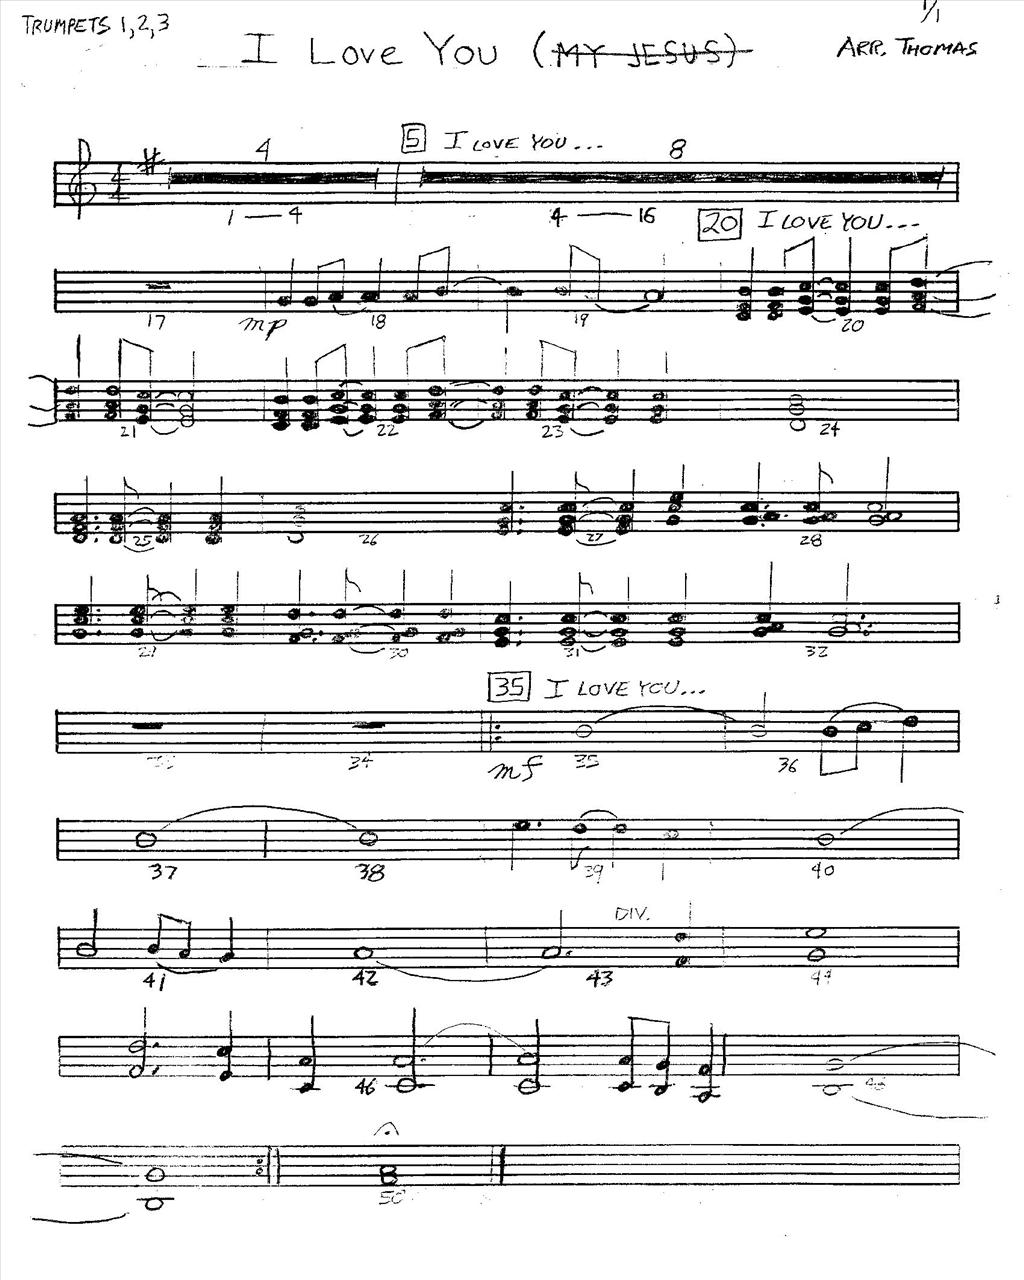 TRUMPETS 1, 2, 3
1/1
I LOVE YOU (MY JESUS)
ARR. THOMAS
4
5 I LOVE YOU...
8
1 — 4
4 — 16
20 I LOVE YOU...
17 mp 18 19 20
21 22 23 24
25 26 27 28
29 30 31 32
35 I LOVE YOU...
33 34 mf 35 36
37 38 39 40
DIV.
41 42 43 44
46 48
50